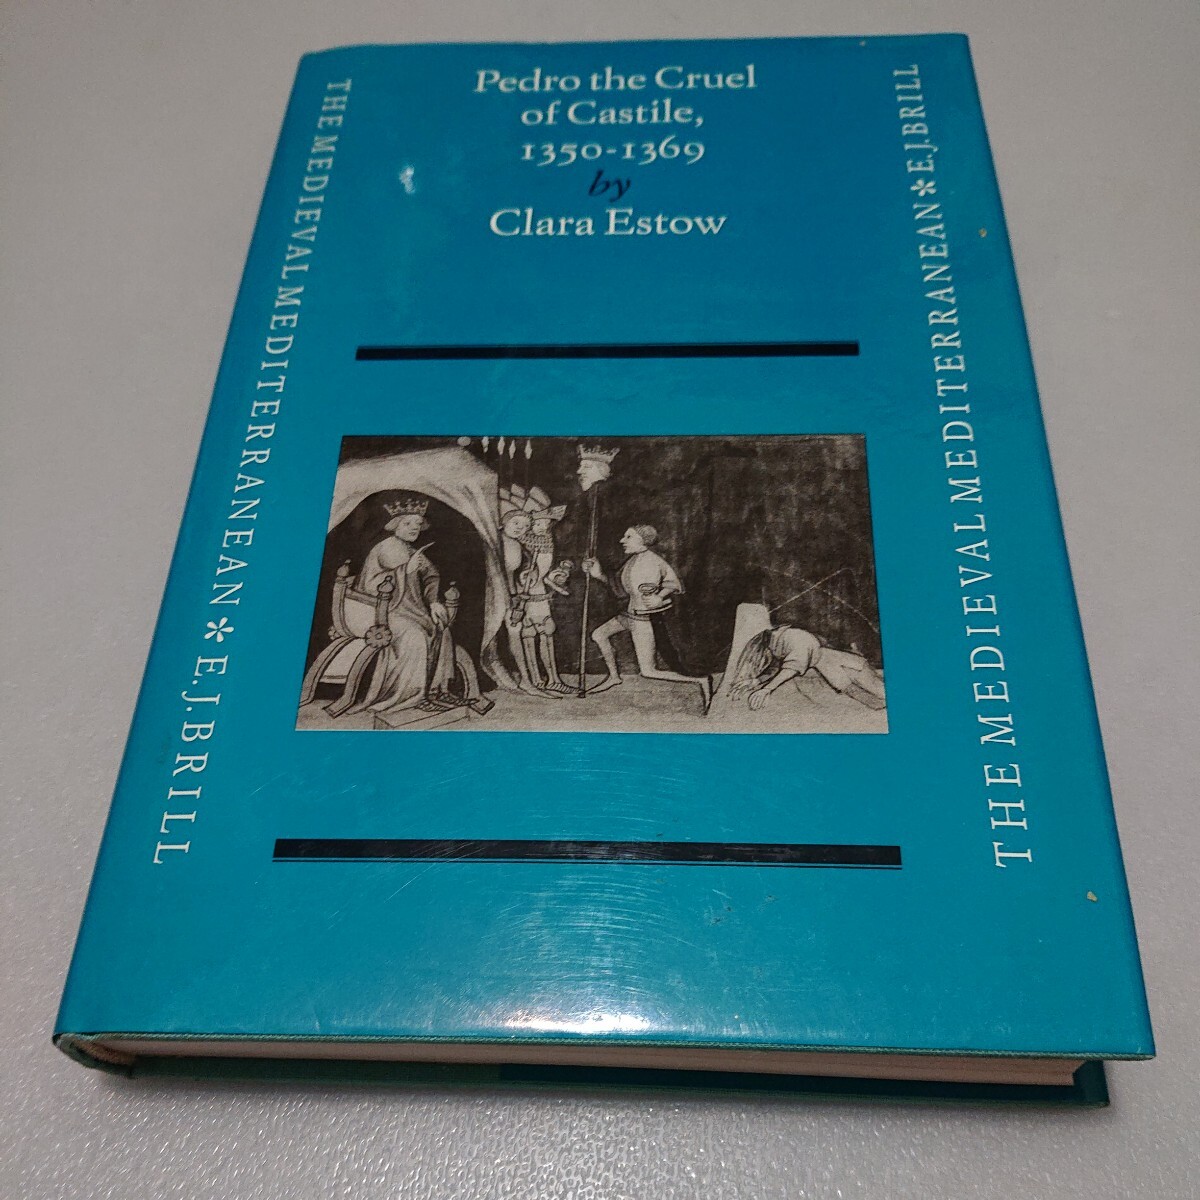 Pedro the Cruel
of Castile,
1350-1369
by
Clara Estow
THE MEDIEVAL MEDITERRANEAN * E.J.BRILL
THE MEDIEVAL MEDITERRANEAN * E.J.BRILL